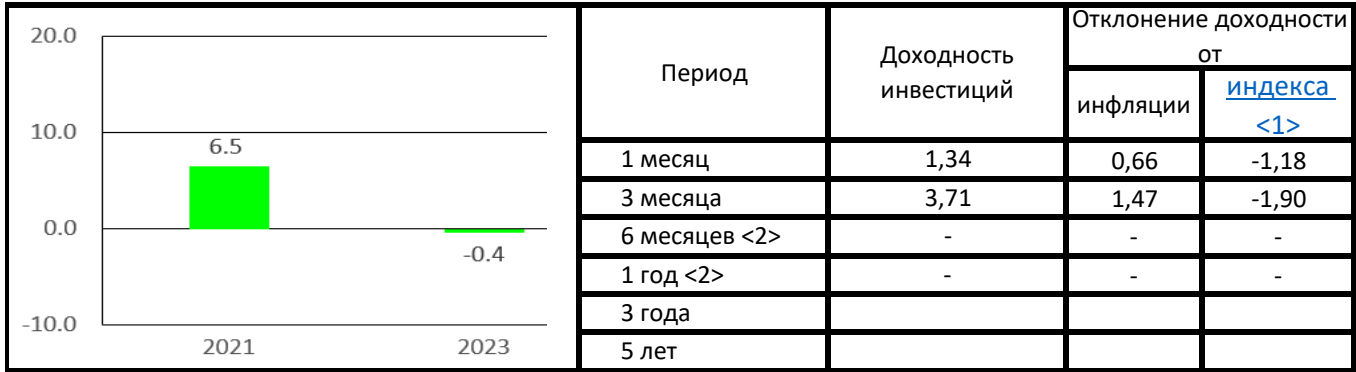 20.0
10.0
0.0
-10.0
6.5
-0.4
2021 2023
Период
Доходность
инвестиций
Отклонение доходности
от
инфляции
индекса
<1>
1 месяц 1,34 0,66 -1,18
3 месяца 3,71 1,47 -1,90
6 месяцев <2> - - -
1 год <2> - - -
3 года
5 лет